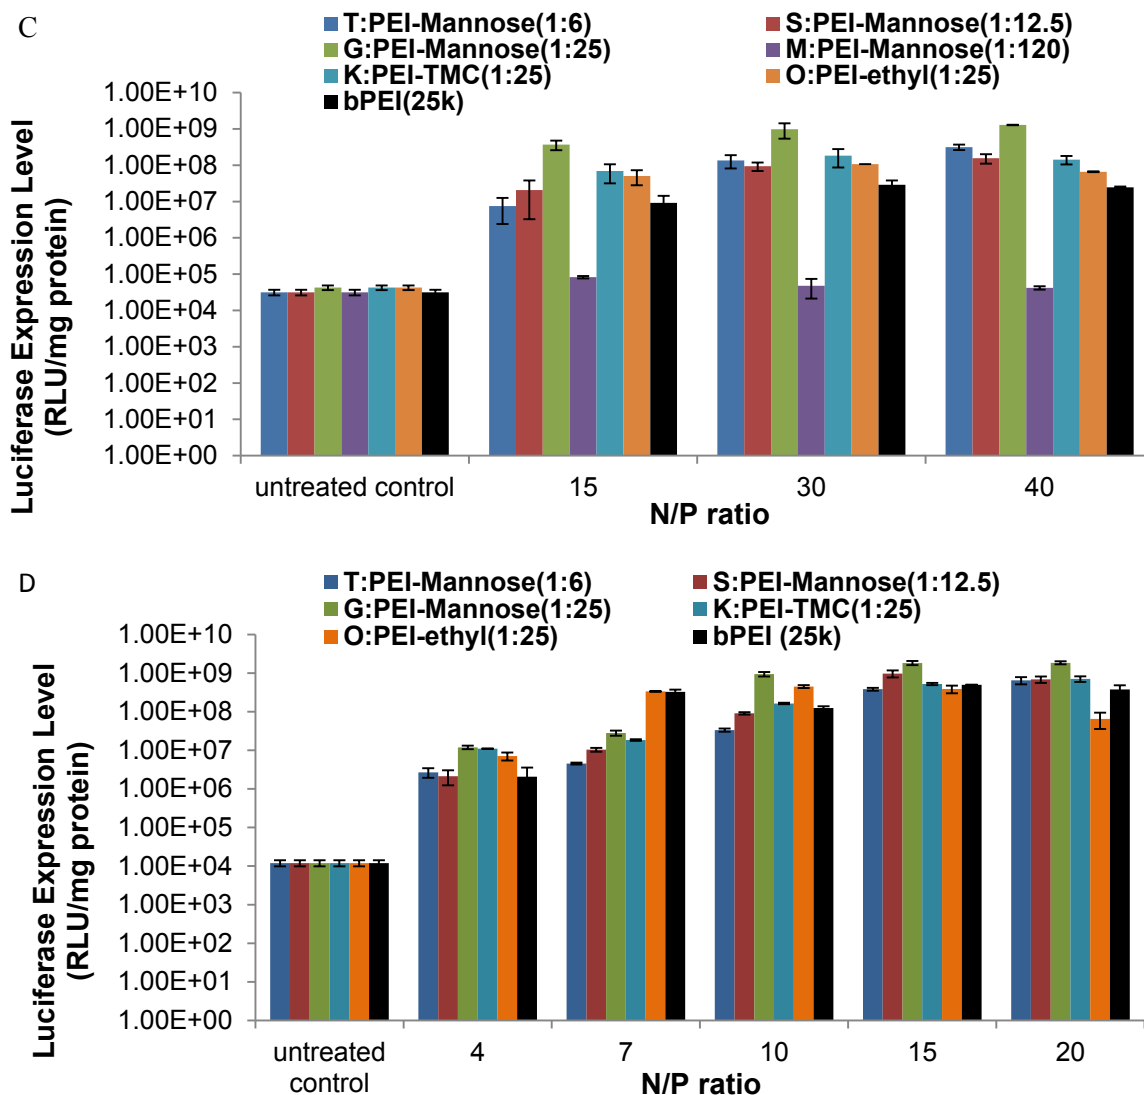 C
T:PEI-Mannose(1:6) S:PEI-Mannose(1:12.5)
G:PEI-Mannose(1:25) M:PEI-Mannose(1:120)
K:PEI-TMC(1:25) O:PEI-ethyl(1:25)
bPEI(25k)
Luciferase Expression Level
(RLU/mg protein)
1.00E+10
1.00E+09
1.00E+08
1.00E+07
1.00E+06
1.00E+05
1.00E+04
1.00E+03
1.00E+02
1.00E+01
1.00E+00
untreated control 15 30 40
N/P ratio
D
T:PEI-Mannose(1:6) S:PEI-Mannose(1:12.5)
G:PEI-Mannose(1:25) K:PEI-TMC(1:25)
O:PEI-ethyl(1:25) bPEI (25k)
Luciferase Expression Level
(RLU/mg protein)
1.00E+10
1.00E+09
1.00E+08
1.00E+07
1.00E+06
1.00E+05
1.00E+04
1.00E+03
1.00E+02
1.00E+01
1.00E+00
untreated 4 7 10 15 20
control
N/P ratio